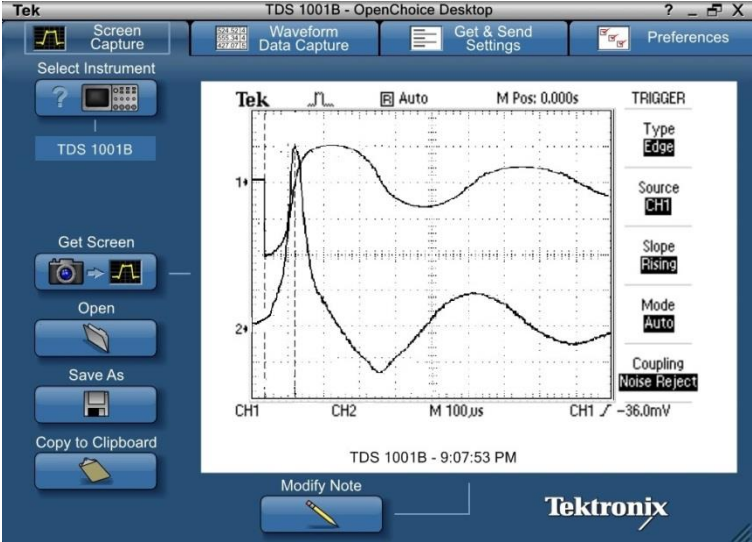 Tek
TDS 1001B - OpenChoice Desktop
? _ X
Screen Capture
Waveform Data Capture
Get & Send Settings
Preferences
Select Instrument
?
TDS 1001B
Get Screen
Open
Save As
Copy to Clipboard
Tek
R Auto
M Pos: 0.000s
TRIGGER
Type
Edge
Source
CH1
Slope
Rising
Mode
Auto
Coupling
Noise Reject
1
2
CH1
CH2
M 100µs
CH1 -36.0mV
TDS 1001B - 9:07:53 PM
Modify Note
Tektronix